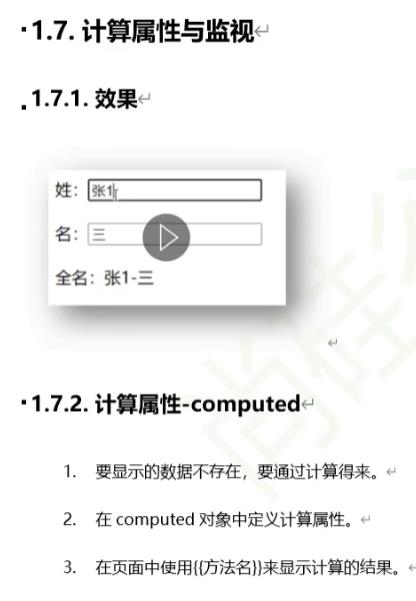 1.7. 计算属性与监视
1.7.1. 效果
姓：张1
名：三
全名：张1-三
1.7.2. 计算属性-computed
1. 要显示的数据不存在，要通过计算得来。
2. 在 computed 对象中定义计算属性。
3. 在页面中使用{{方法名}}来显示计算的结果。
尚硅